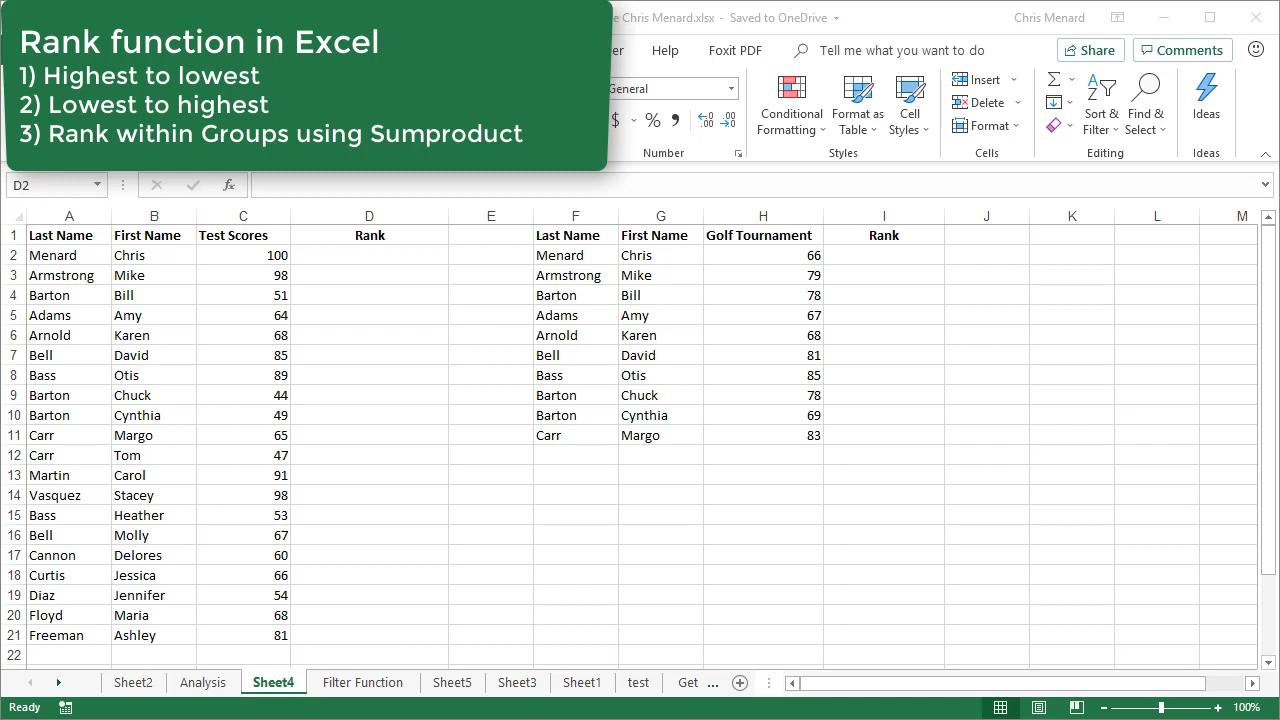 Rank function in Excel
1) Highest to lowest
2) Lowest to highest
3) Rank within Groups using Sumproduct
e Chris Menard.xlsx - Saved to OneDrive
Chris Menard
er Help Foxit PDF Tell me what you want to do Share Comments
General
$ % , .00
Conditional Formatting
Format as Table
Cell Styles
Insert
Delete
Format
Sort & Filter
Find & Select
Ideas
Number Styles Cells Editing Ideas
D2 fx
A B C D E F G H I J K L M
1 Last Name First Name Test Scores Rank Last Name First Name Golf Tournament Rank
2 Menard Chris 100 Menard Chris 66
3 Armstrong Mike 98 Armstrong Mike 79
4 Barton Bill 51 Barton Bill 78
5 Adams Amy 64 Adams Amy 67
6 Arnold Karen 68 Arnold Karen 68
7 Bell David 85 Bell David 81
8 Bass Otis 89 Bass Otis 85
9 Barton Chuck 44 Barton Chuck 78
10 Barton Cynthia 49 Barton Cynthia 69
11 Carr Margo 65 Carr Margo 83
12 Carr Tom 47
13 Martin Carol 91
14 Vasquez Stacey 98
15 Bass Heather 53
16 Bell Molly 67
17 Cannon Delores 60
18 Curtis Jessica 66
19 Diaz Jennifer 54
20 Floyd Maria 68
21 Freeman Ashley 81
22
Sheet2 Analysis Sheet4 Filter Function Sheet5 Sheet3 Sheet1 test Get ...
Ready 100%